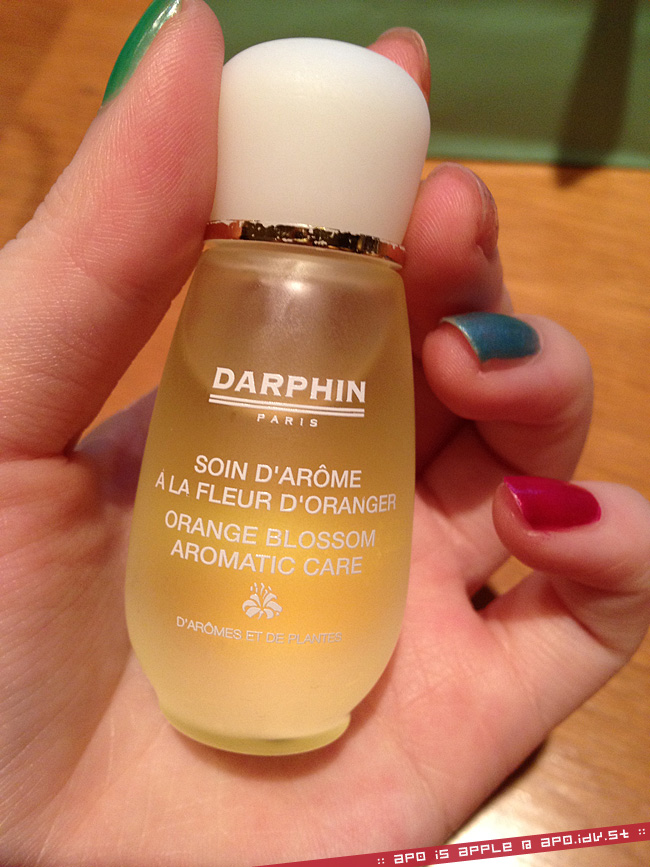 DARPHIN
PARIS
SOIN D'ARÔME
À LA FLEUR D'ORANGER
ORANGE BLOSSOM
AROMATIC CARE
D'ARÔMES ET DE PLANTES
:: apo is apple @ apo.idv.st ::